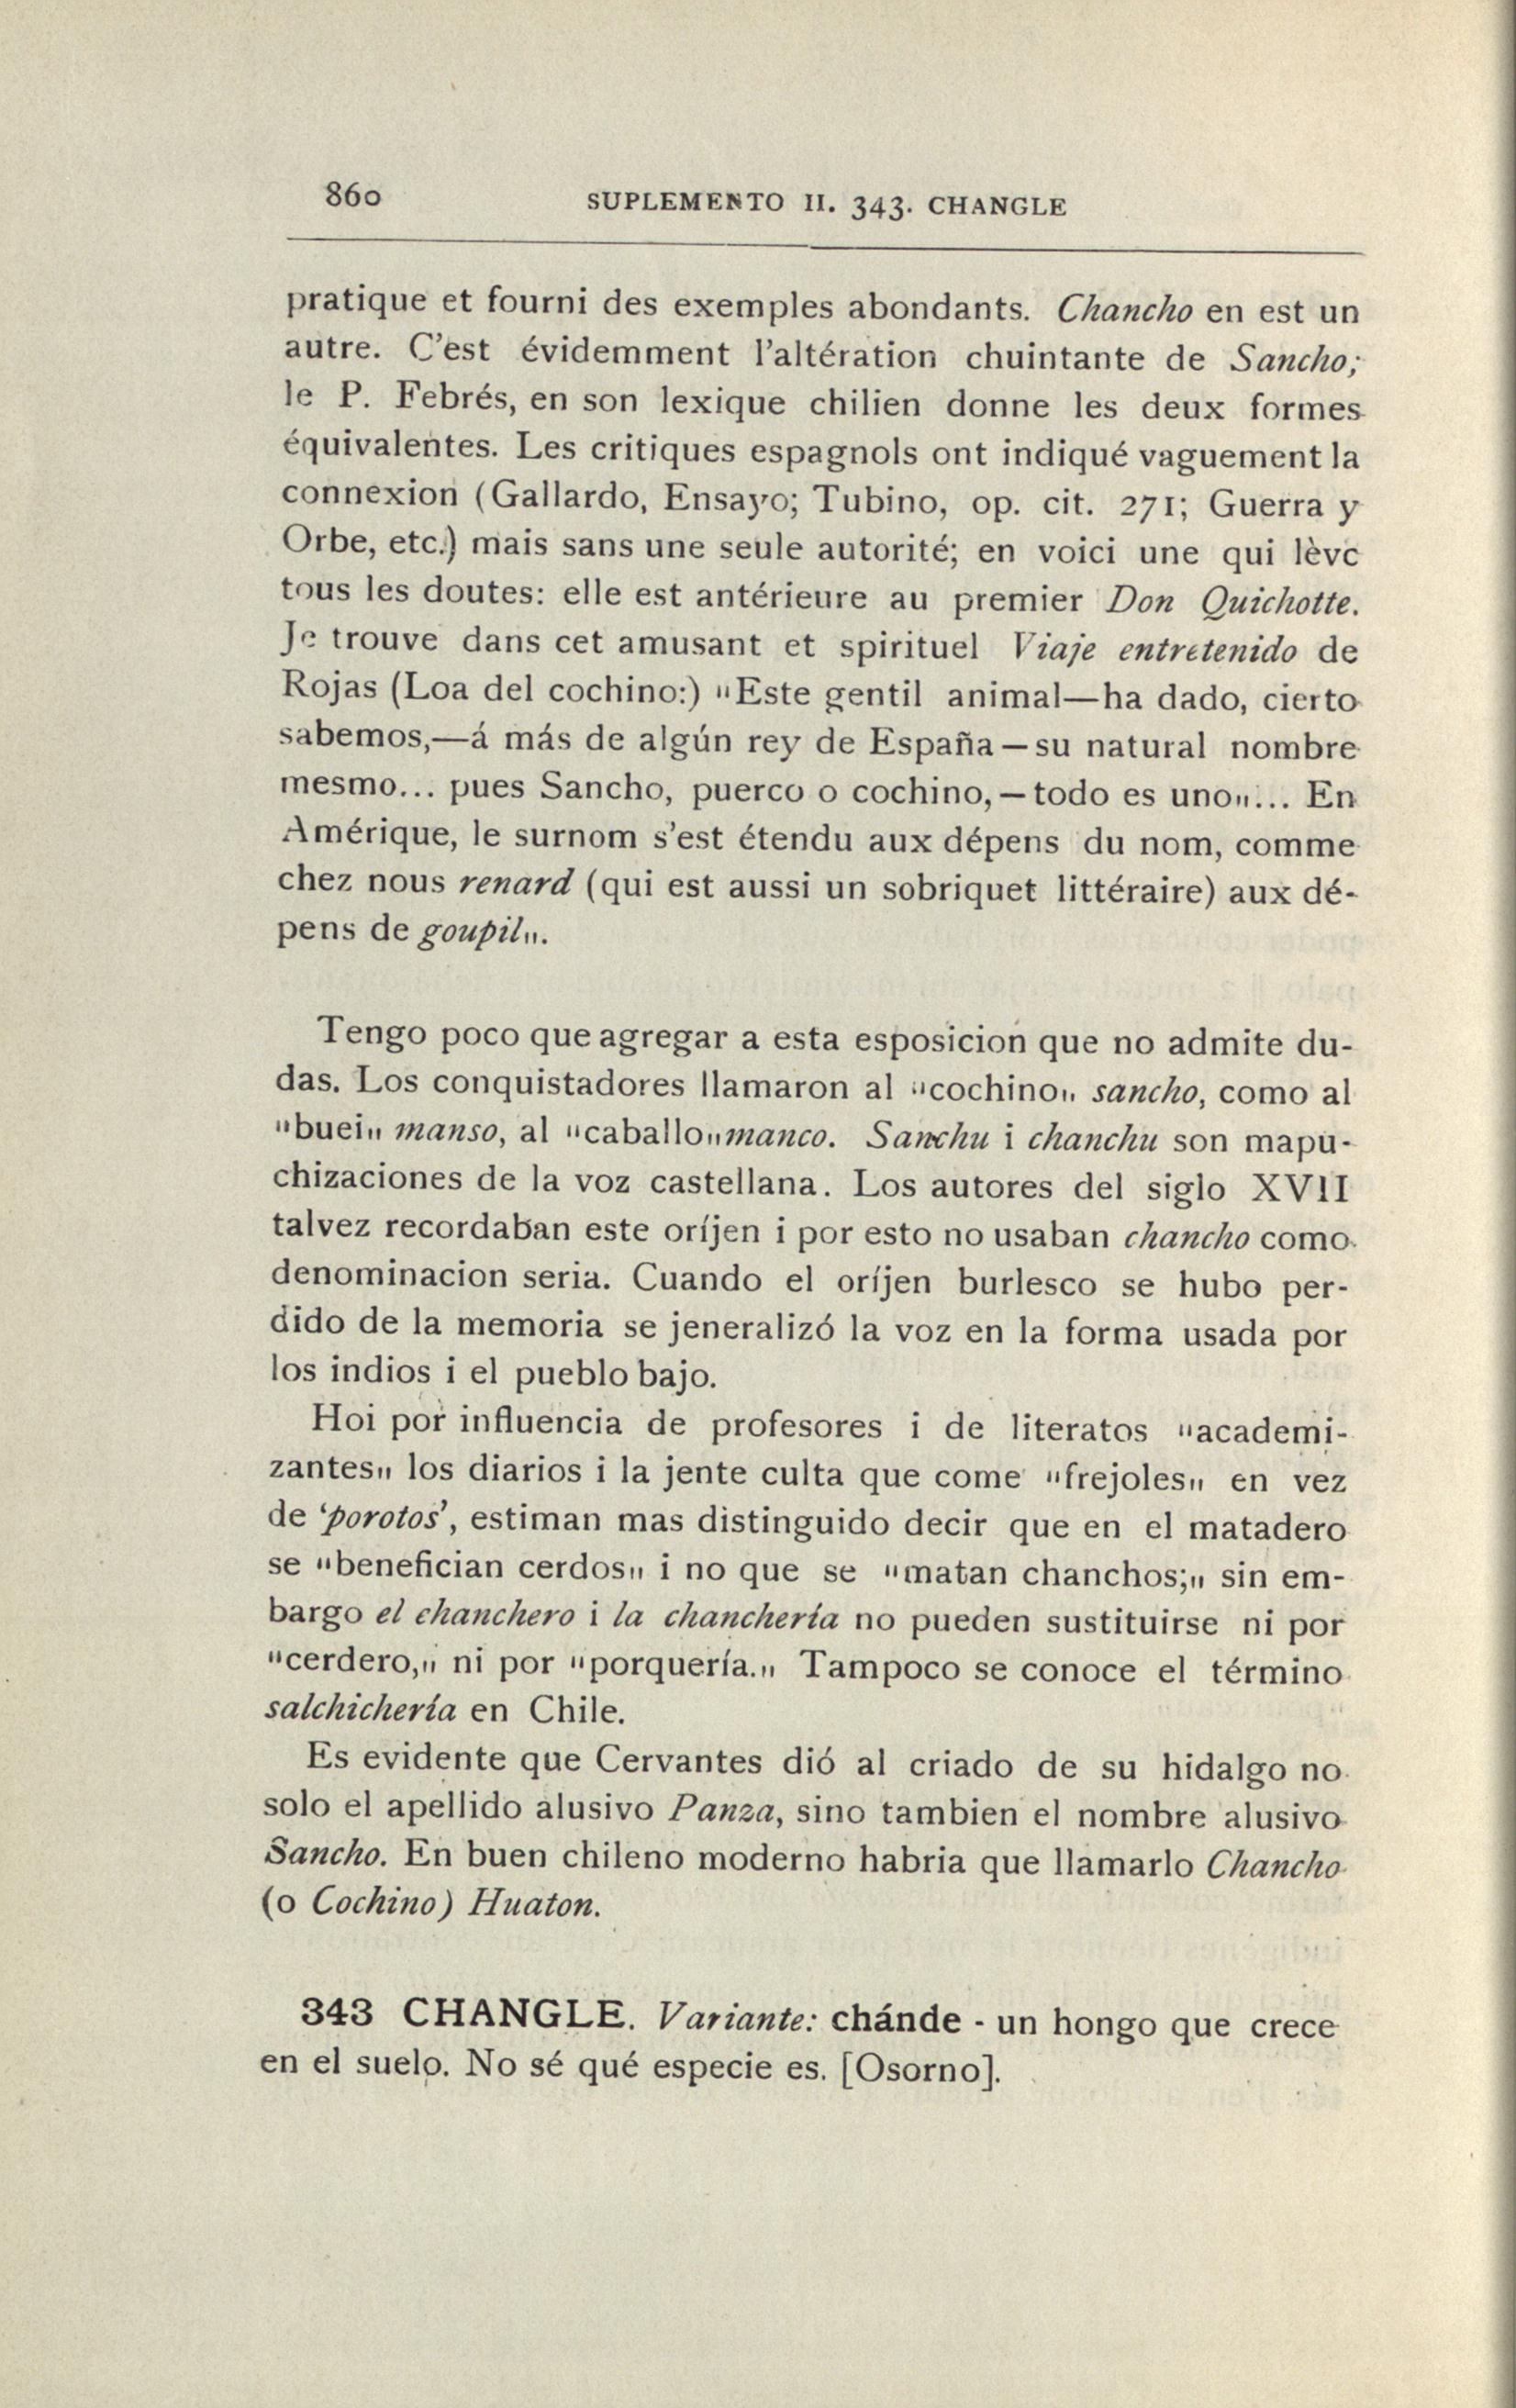 860 SUPLEMENTO II. 343. CHANGLE
pratique et fourni des exemples abondants. Chancho en est un
autre. C'est évidemment l'altération chuintante de Sancho;
le P. Febrés, en son lexique chilien donne les deux formes
équivalentes. Les critiques espagnols ont indiqué vaguement la
connexion (Gallardo, Ensayo; Tubino, op. cit. 271; Guerra y
Orbe, etc.) mais sans une seule autorité; en voici une qui lève
tous les doutes: elle est antérieure au premier Don Quichotte.
Je trouve dans cet amusant et spirituel Viaje entretenido de
Rojas (Loa del cochino:) "Este gentil animal—ha dado, cierto
sabemos,—á más de algún rey de España—su natural nombre
mesmo... pues Sancho, puerco o cochino,—todo es uno"... En
Amérique, le surnom s'est étendu aux dépens du nom, comme
chez nous renard (qui est aussi un sobriquet littéraire) aux dé-
pens de goupil".
Tengo poco que agregar a esta esposicion que no admite du-
das. Los conquistadores llamaron al "cochino" sancho, como al
"buei" manso, al "caballo" manco. Sanchu i chanchu son mapu-
chizaciones de la voz castellana. Los autores del siglo XVII
talvez recordaban este oríjen i por esto no usaban chancho como
denominacion seria. Cuando el oríjen burlesco se hubo per-
dido de la memoria se jeneralizó la voz en la forma usada por
los indios i el pueblo bajo.
Hoi por influencia de profesores i de literatos "academi-
zantes" los diarios i la jente culta que come "frejoles" en vez
de 'porotos', estiman mas distinguido decir que en el matadero
se "benefician cerdos" i no que se "matan chanchos;" sin em-
bargo el chanchero i la chanchería no pueden sustituirse ni por
"cerdero," ni por "porquería." Tampoco se conoce el término
salchichería en Chile.
Es evidente que Cervantes dió al criado de su hidalgo no
solo el apellido alusivo Panza, sino tambien el nombre alusivo
Sancho. En buen chileno moderno habria que llamarlo Chancho
(o Cochino) Huaton.
343 CHANGLE. Variante: chánde - un hongo que crece
en el suelo. No sé qué especie es. [Osorno].